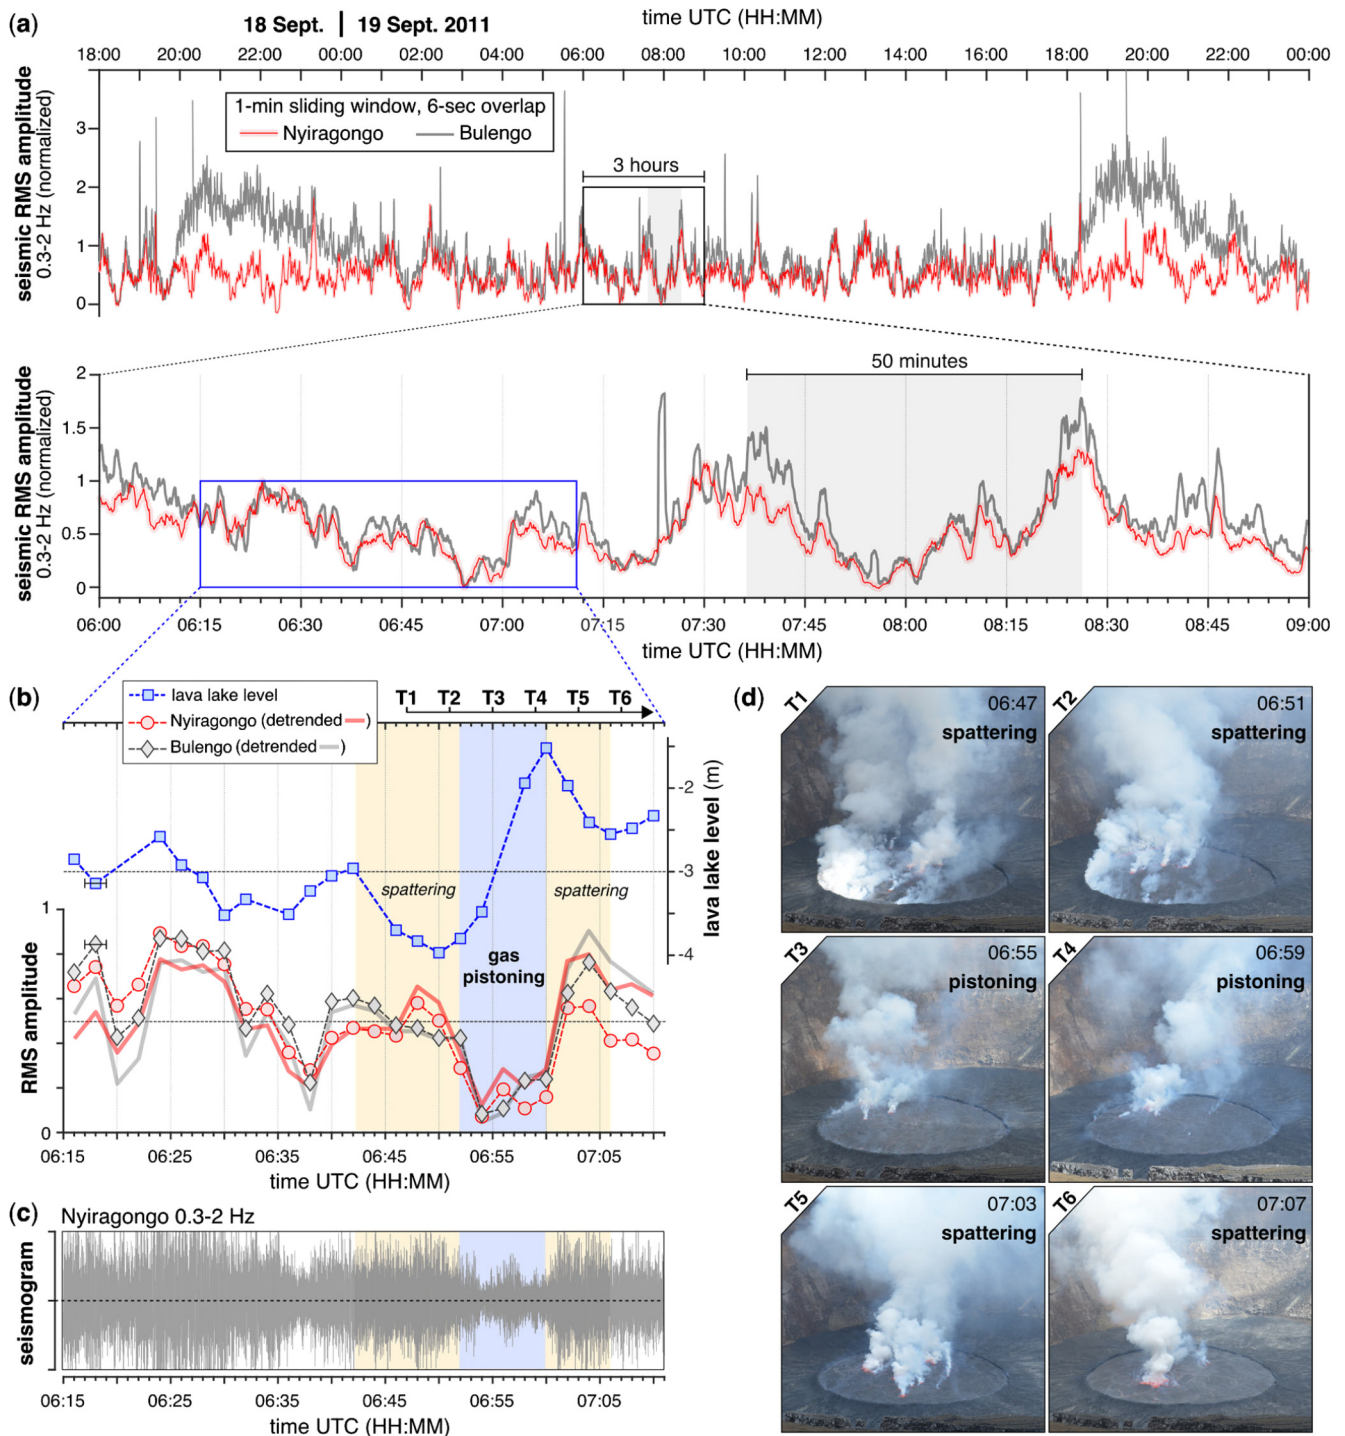 (a)
18 Sept. | 19 Sept. 2011
time UTC (HH:MM)
18:00 20:00 22:00 00:00 02:00 04:00 06:00 08:00 10:00 12:00 14:00 16:00 18:00 20:00 22:00 00:00
seismic RMS amplitude
0.3-2 Hz (normalized)
3
2
1
0
1-min sliding window, 6-sec overlap
Nyiragongo Bulengo
3 hours
seismic RMS amplitude
0.3-2 Hz (normalized)
2
1.5
1
0.5
0
50 minutes
06:00 06:15 06:30 06:45 07:00 07:15 07:30 07:45 08:00 08:15 08:30 08:45 09:00
time UTC (HH:MM)
(b)
lava lake level
Nyiragongo (detrended )
Bulengo (detrended )
T1 T2 T3 T4 T5 T6
-2
-3
-4
lava lake level (m)
spattering
gas
pistoning
spattering
RMS amplitude
1
0
06:15 06:25 06:35 06:45 06:55 07:05
time UTC (HH:MM)
(c) Nyiragongo 0.3-2 Hz
seismogram
06:15 06:25 06:35 06:45 06:55 07:05
time UTC (HH:MM)
(d)
T1
06:47
spattering
T2
06:51
spattering
T3
06:55
pistoning
T4
06:59
pistoning
T5
07:03
spattering
T6
07:07
spattering